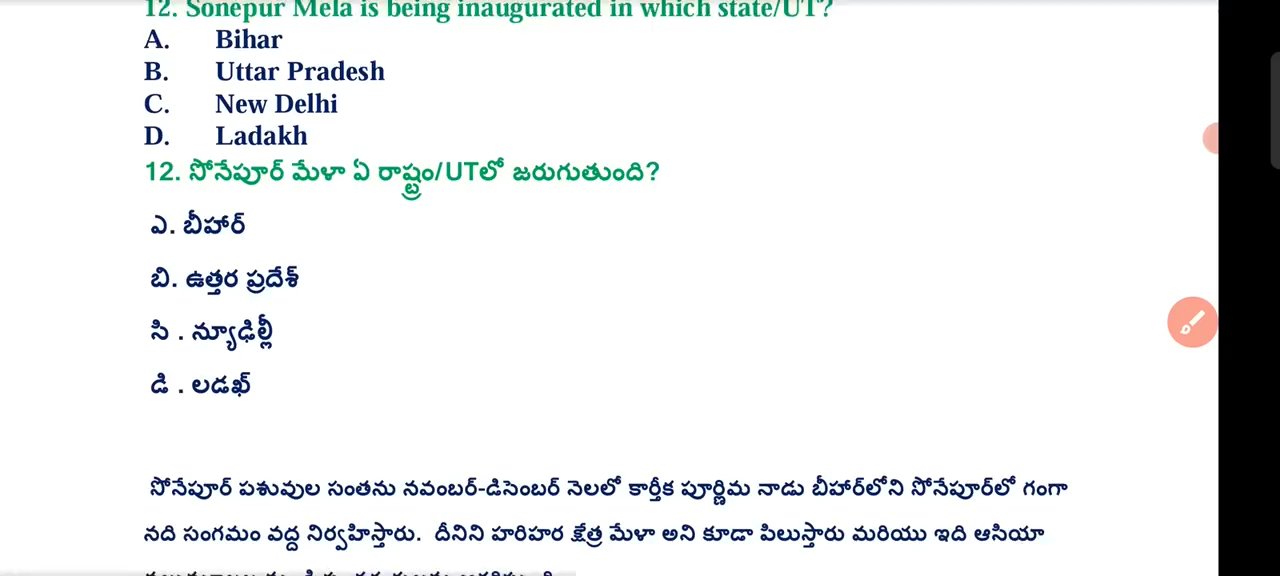 12. Sonepur Mela is being inaugurated in which state/UT?
A. Bihar
B. Uttar Pradesh
C. New Delhi
D. Ladakh
12. సోనేపూర్ మేళా ఏ రాష్ట్రం/UTలో జరుగుతుంది?
ఎ. బీహార్
బి. ఉత్తర ప్రదేశ్
సి . న్యూఢిల్లీ
డి . లడఖ్
సోనేపూర్ పశువుల సంతను నవంబర్-డిసెంబర్ నెలలో కార్తీక పూర్ణిమ నాడు బీహార్‌లోని సోనేపూర్‌లో గంగా
నది సంగమం వద్ద నిర్వహిస్తారు. దీనిని హరిహర క్షేత్ర మేళా అని కూడా పిలుస్తారు మరియు ఇది ఆసియా